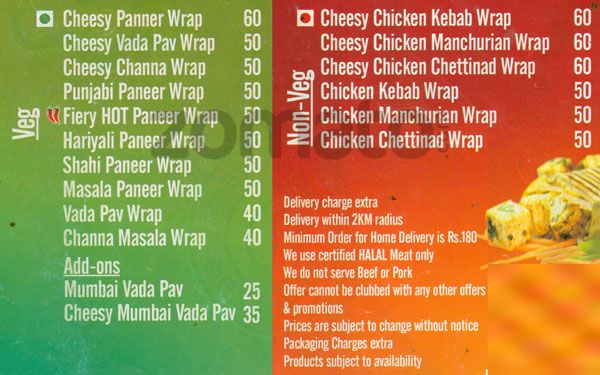 Veg
Cheesy Panner Wrap 60
Cheesy Vada Pav Wrap 50
Cheesy Channa Wrap 50
Punjabi Paneer Wrap 50
Fiery HOT Paneer Wrap 50
Hariyali Paneer Wrap 50
Shahi Paneer Wrap 50
Masala Paneer Wrap 50
Vada Pav Wrap 40
Channa Masala Wrap 40
Add-ons
Mumbai Vada Pav 25
Cheesy Mumbai Vada Pav 35
Non-Veg
Cheesy Chicken Kebab Wrap 60
Cheesy Chicken Manchurian Wrap 60
Cheesy Chicken Chettinad Wrap 60
Chicken Kebab Wrap 50
Chicken Manchurian Wrap 50
Chicken Chettinad Wrap 50
Delivery charge extra
Delivery within 2KM radius
Minimum Order for Home Delivery is Rs.180
We use certified HALAL Meat only
We do not serve Beef or Pork
Offer cannot be clubbed with any other offers
& promotions
Prices are subject to change without notice
Packaging Charges extra
Products subject to availability
zomato